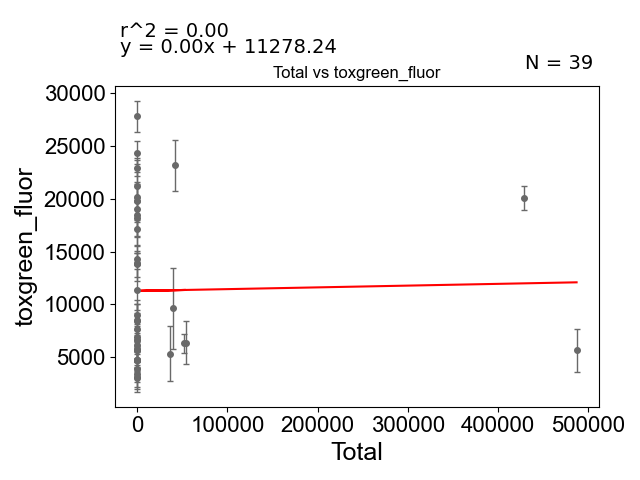 r^2 = 0.00
y = 0.00x + 11278.24
N = 39
Total vs toxgreen_fluor
30000
25000
20000
15000
10000
5000
toxgreen_fluor
0
100000
200000
300000
400000
500000
Total